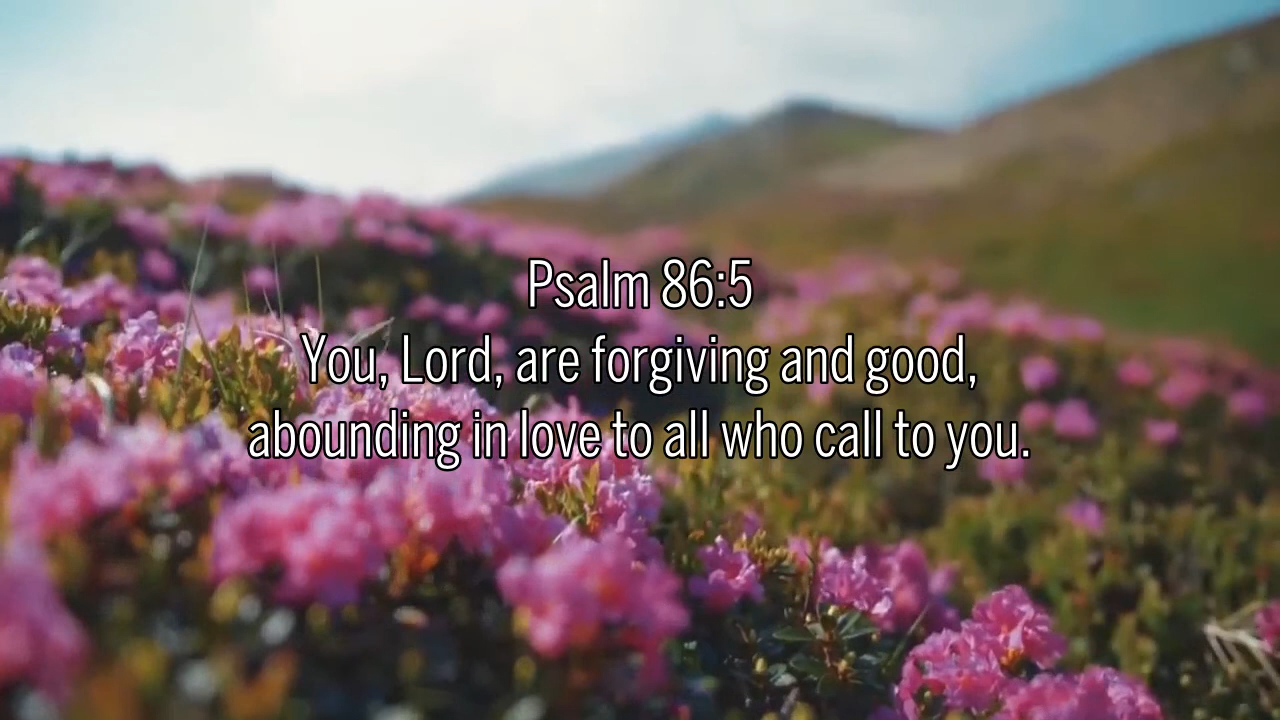 Psalm 86:5
You, Lord, are forgiving and good,
abounding in love to all who call to you.